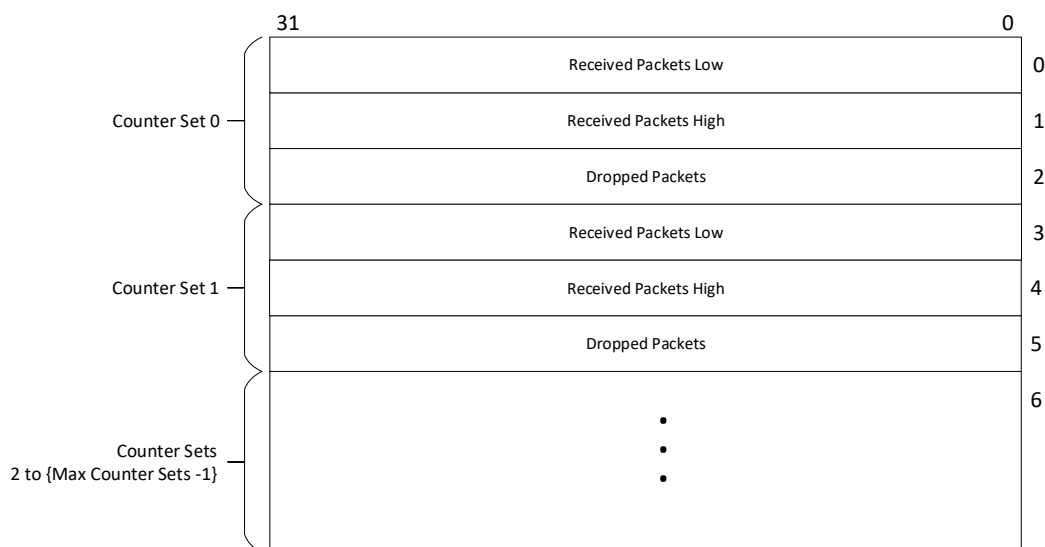 31 0
Received Packets Low 0
Counter Set 0 Received Packets High 1
Dropped Packets 2
Received Packets Low 3
Counter Set 1 Received Packets High 4
Dropped Packets 5
6
Counter Sets
2 to {Max Counter Sets -1}